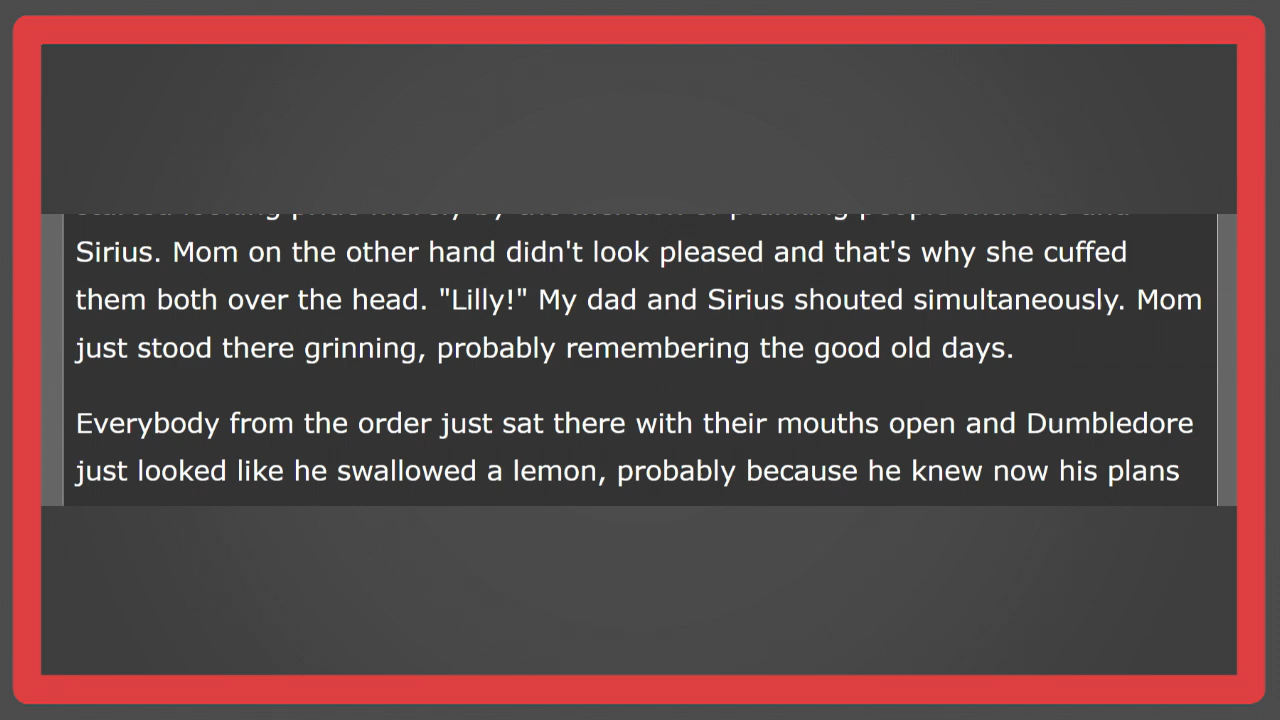 Sirius. Mom on the other hand didn't look pleased and that's why she cuffed
them both over the head. "Lilly!" My dad and Sirius shouted simultaneously. Mom
just stood there grinning, probably remembering the good old days.
Everybody from the order just sat there with their mouths open and Dumbledore
just looked like he swallowed a lemon, probably because he knew now his plans